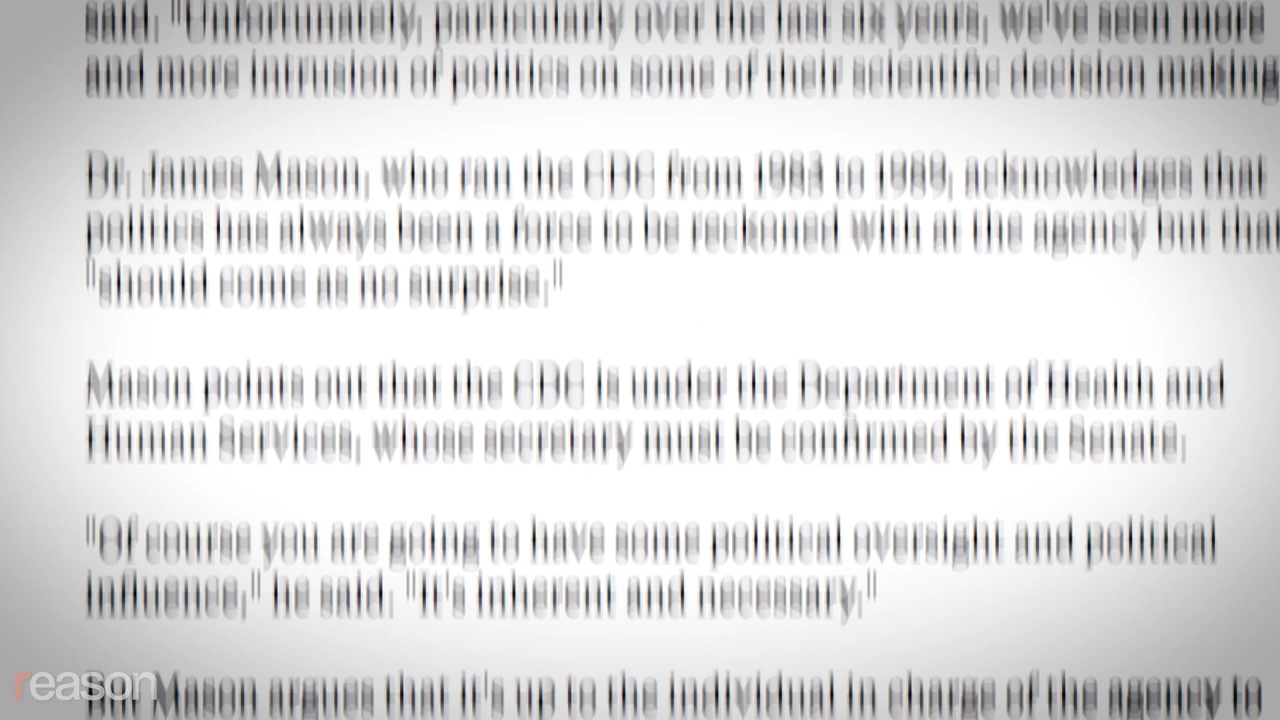 said. "Unfortunately, particularly over the last six years, we've seen more
and more intrusion of politics on some of their scientific decision making
Dr. James Mason, who ran the CDC from 1983 to 1989, acknowledges that
politics has always been a force to be reckoned with at the agency but that
"should come as no surprise."
Mason points out that the CDC is under the Department of Health and
Human Services, whose secretary must be confirmed by the Senate.
"Of course you are going to have some political oversight and political
influence," he said. "It's inherent and necessary."
But Mason argues that it's up to the individual in charge of the agency to
reason